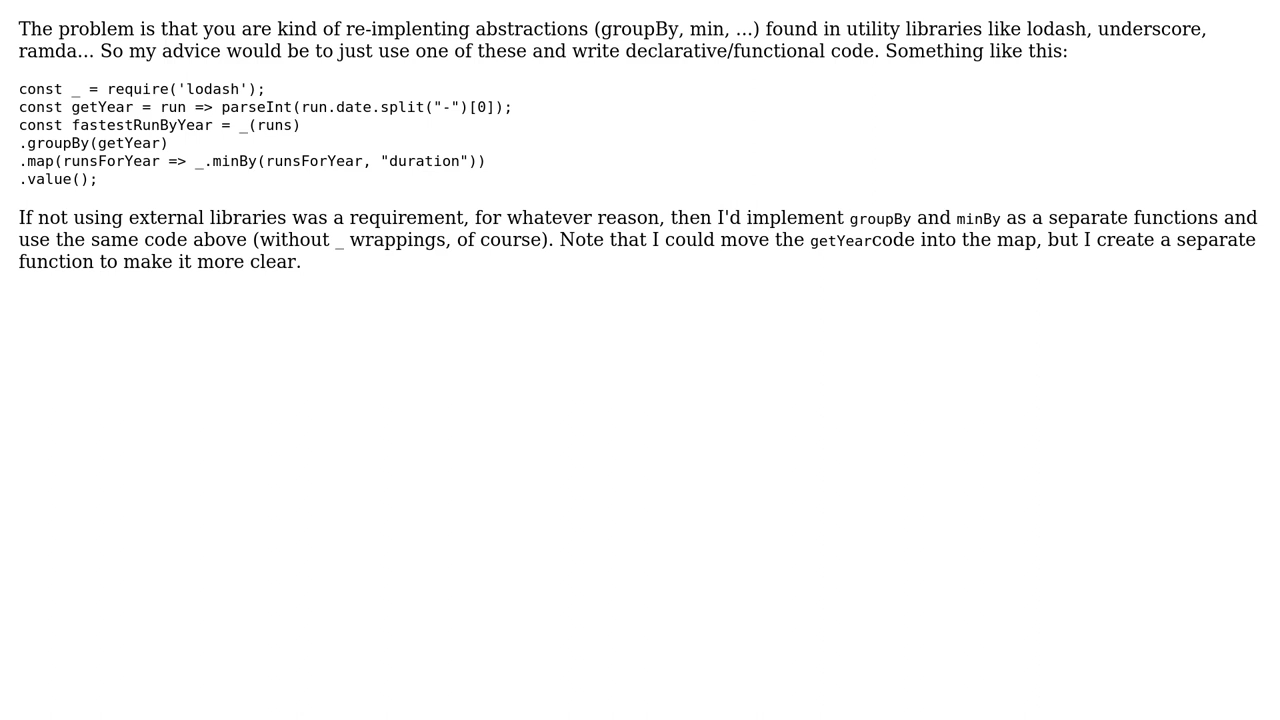 The problem is that you are kind of re-implenting abstractions (groupBy, min, ...) found in utility libraries like lodash, underscore,
ramda... So my advice would be to just use one of these and write declarative/functional code. Something like this:
const _ = require('lodash');
const getYear = run => parseInt(run.date.split("-")[0]);
const fastestRunByYear = _(runs)
.groupBy(getYear)
.map(runsForYear => _.minBy(runsForYear, "duration"))
.value();
If not using external libraries was a requirement, for whatever reason, then I'd implement groupBy and minBy as a separate functions and
use the same code above (without _ wrappings, of course). Note that I could move the getYearcode into the map, but I create a separate
function to make it more clear.